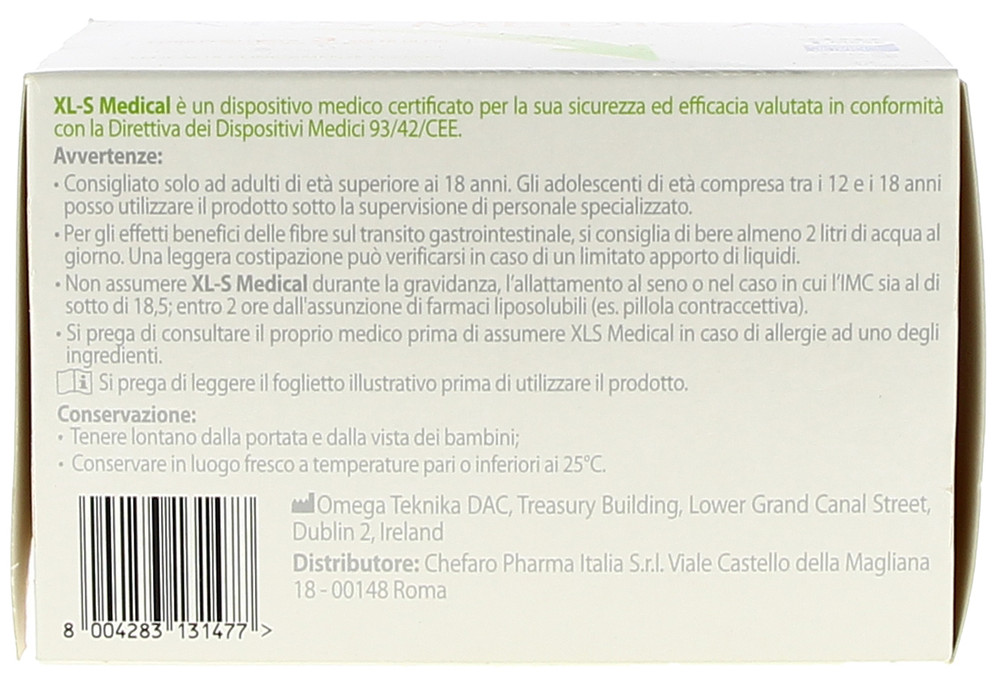 XL-S Medical è un dispositivo medico certificato per la sua sicurezza ed efficacia valutata in conformità
con la Direttiva dei Dispositivi Medici 93/42/CEE.
Avvertenze:
• Consigliato solo ad adulti di età superiore ai 18 anni. Gli adolescenti di età compresa tra i 12 e i 18 anni
posso utilizzare il prodotto sotto la supervisione di personale specializzato.
• Per gli effetti benefici delle fibre sul transito gastrointestinale, si consiglia di bere almeno 2 litri di acqua al
giorno. Una leggera costipazione può verificarsi in caso di un limitato apporto di liquidi.
• Non assumere XL-S Medical durante la gravidanza, l'allattamento al seno o nel caso in cui l'IMC sia al di
sotto di 18,5; entro 2 ore dall'assunzione di farmaci liposolubili (es. pillola contraccettiva).
• Si prega di consultare il proprio medico prima di assumere XLS Medical in caso di allergie ad uno degli
ingredienti.
Si prega di leggere il foglietto illustrativo prima di utilizzare il prodotto.
Conservazione:
• Tenere lontano dalla portata e dalla vista dei bambini;
• Conservare in luogo fresco a temperature pari o inferiori ai 25°C.
Omega Teknika DAC, Treasury Building, Lower Grand Canal Street,
Dublin 2, Ireland
Distributore: Chefaro Pharma Italia S.r.l. Viale Castello della Magliana
18 - 00148 Roma
8 004283 131477 >